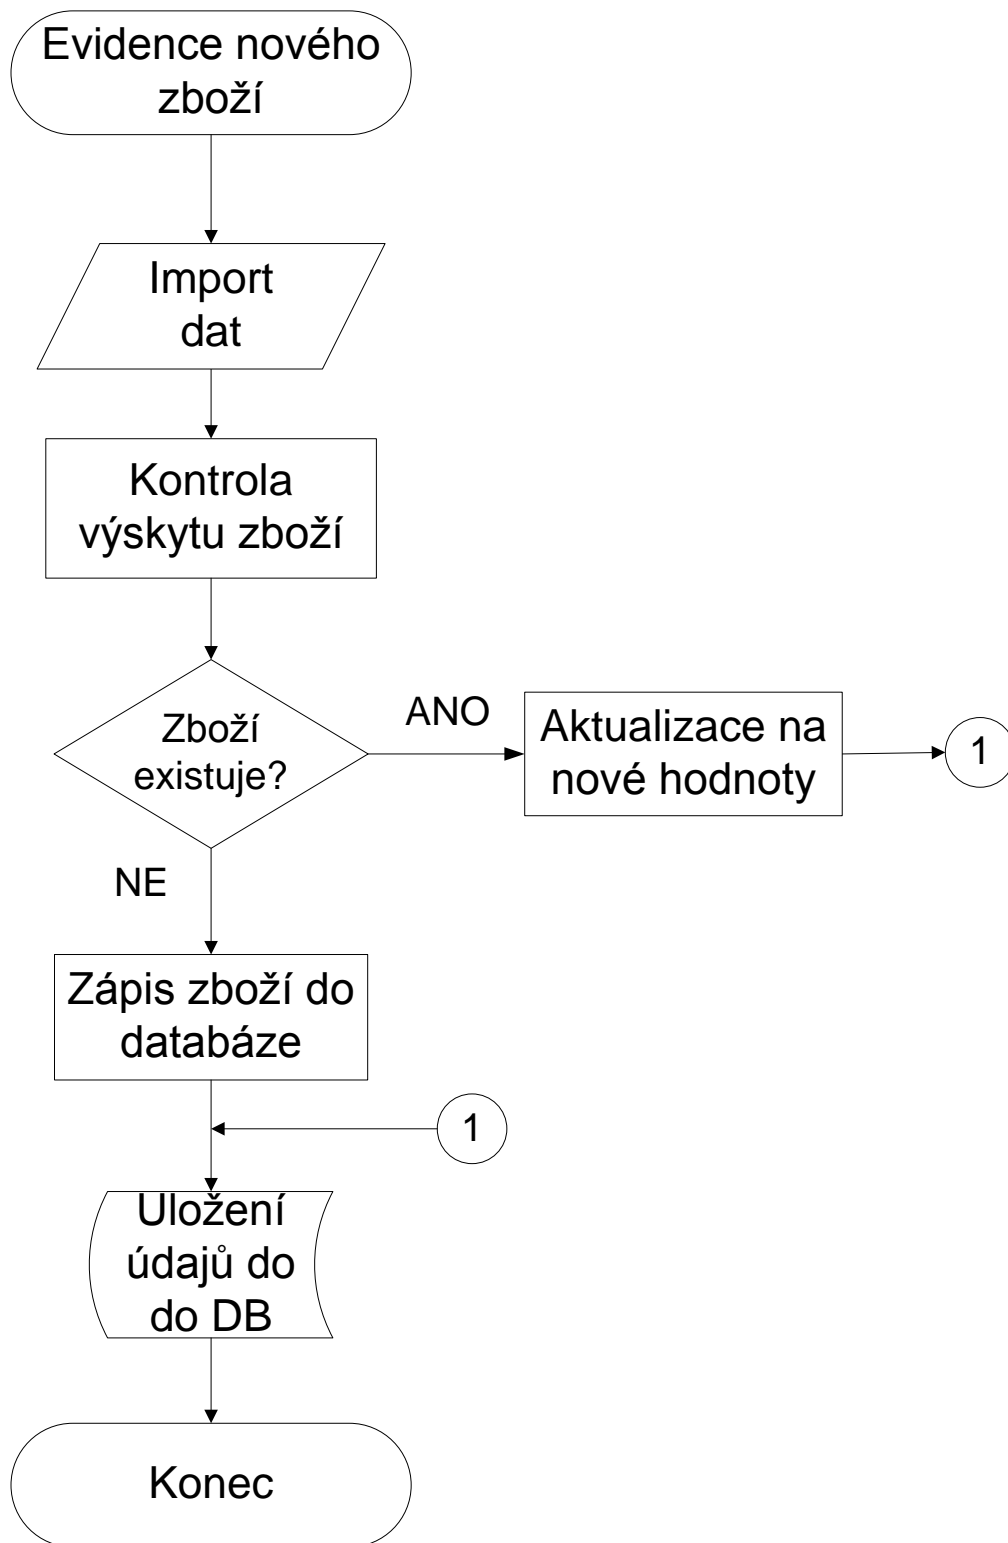 Evidence nového
zboží
Import
dat
Kontrola
výskytu zboží
Zboží
existuje?
ANO
Aktualizace na
nové hodnoty
1
NE
Zápis zboží do
databáze
1
Uložení
údajů do
do DB
Konec